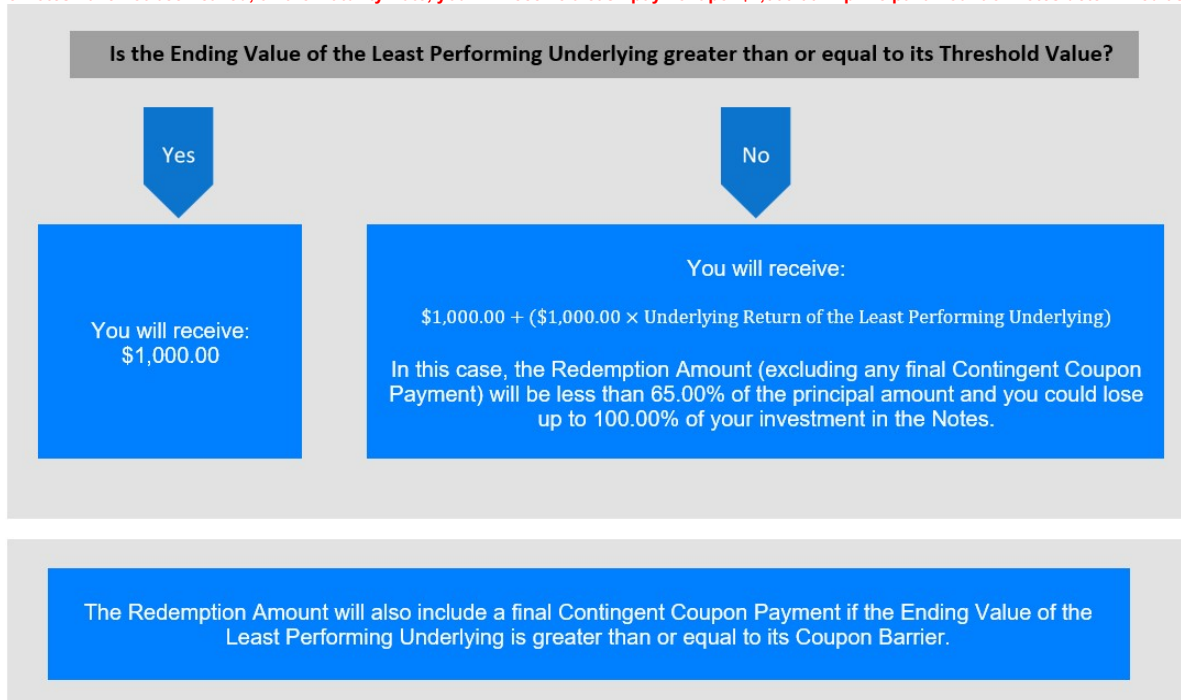 Is the Ending Value of the Least Performing Underlying greater than or equal to its Threshold Value?
Yes
No
You will receive:
$1,000.00
You will receive:
$1,000.00 + ($1,000.00 × Underlying Return of the Least Performing Underlying)
In this case, the Redemption Amount (excluding any final Contingent Coupon
Payment) will be less than 65.00% of the principal amount and you could lose
up to 100.00% of your investment in the Notes.
The Redemption Amount will also include a final Contingent Coupon Payment if the Ending Value of the
Least Performing Underlying is greater than or equal to its Coupon Barrier.